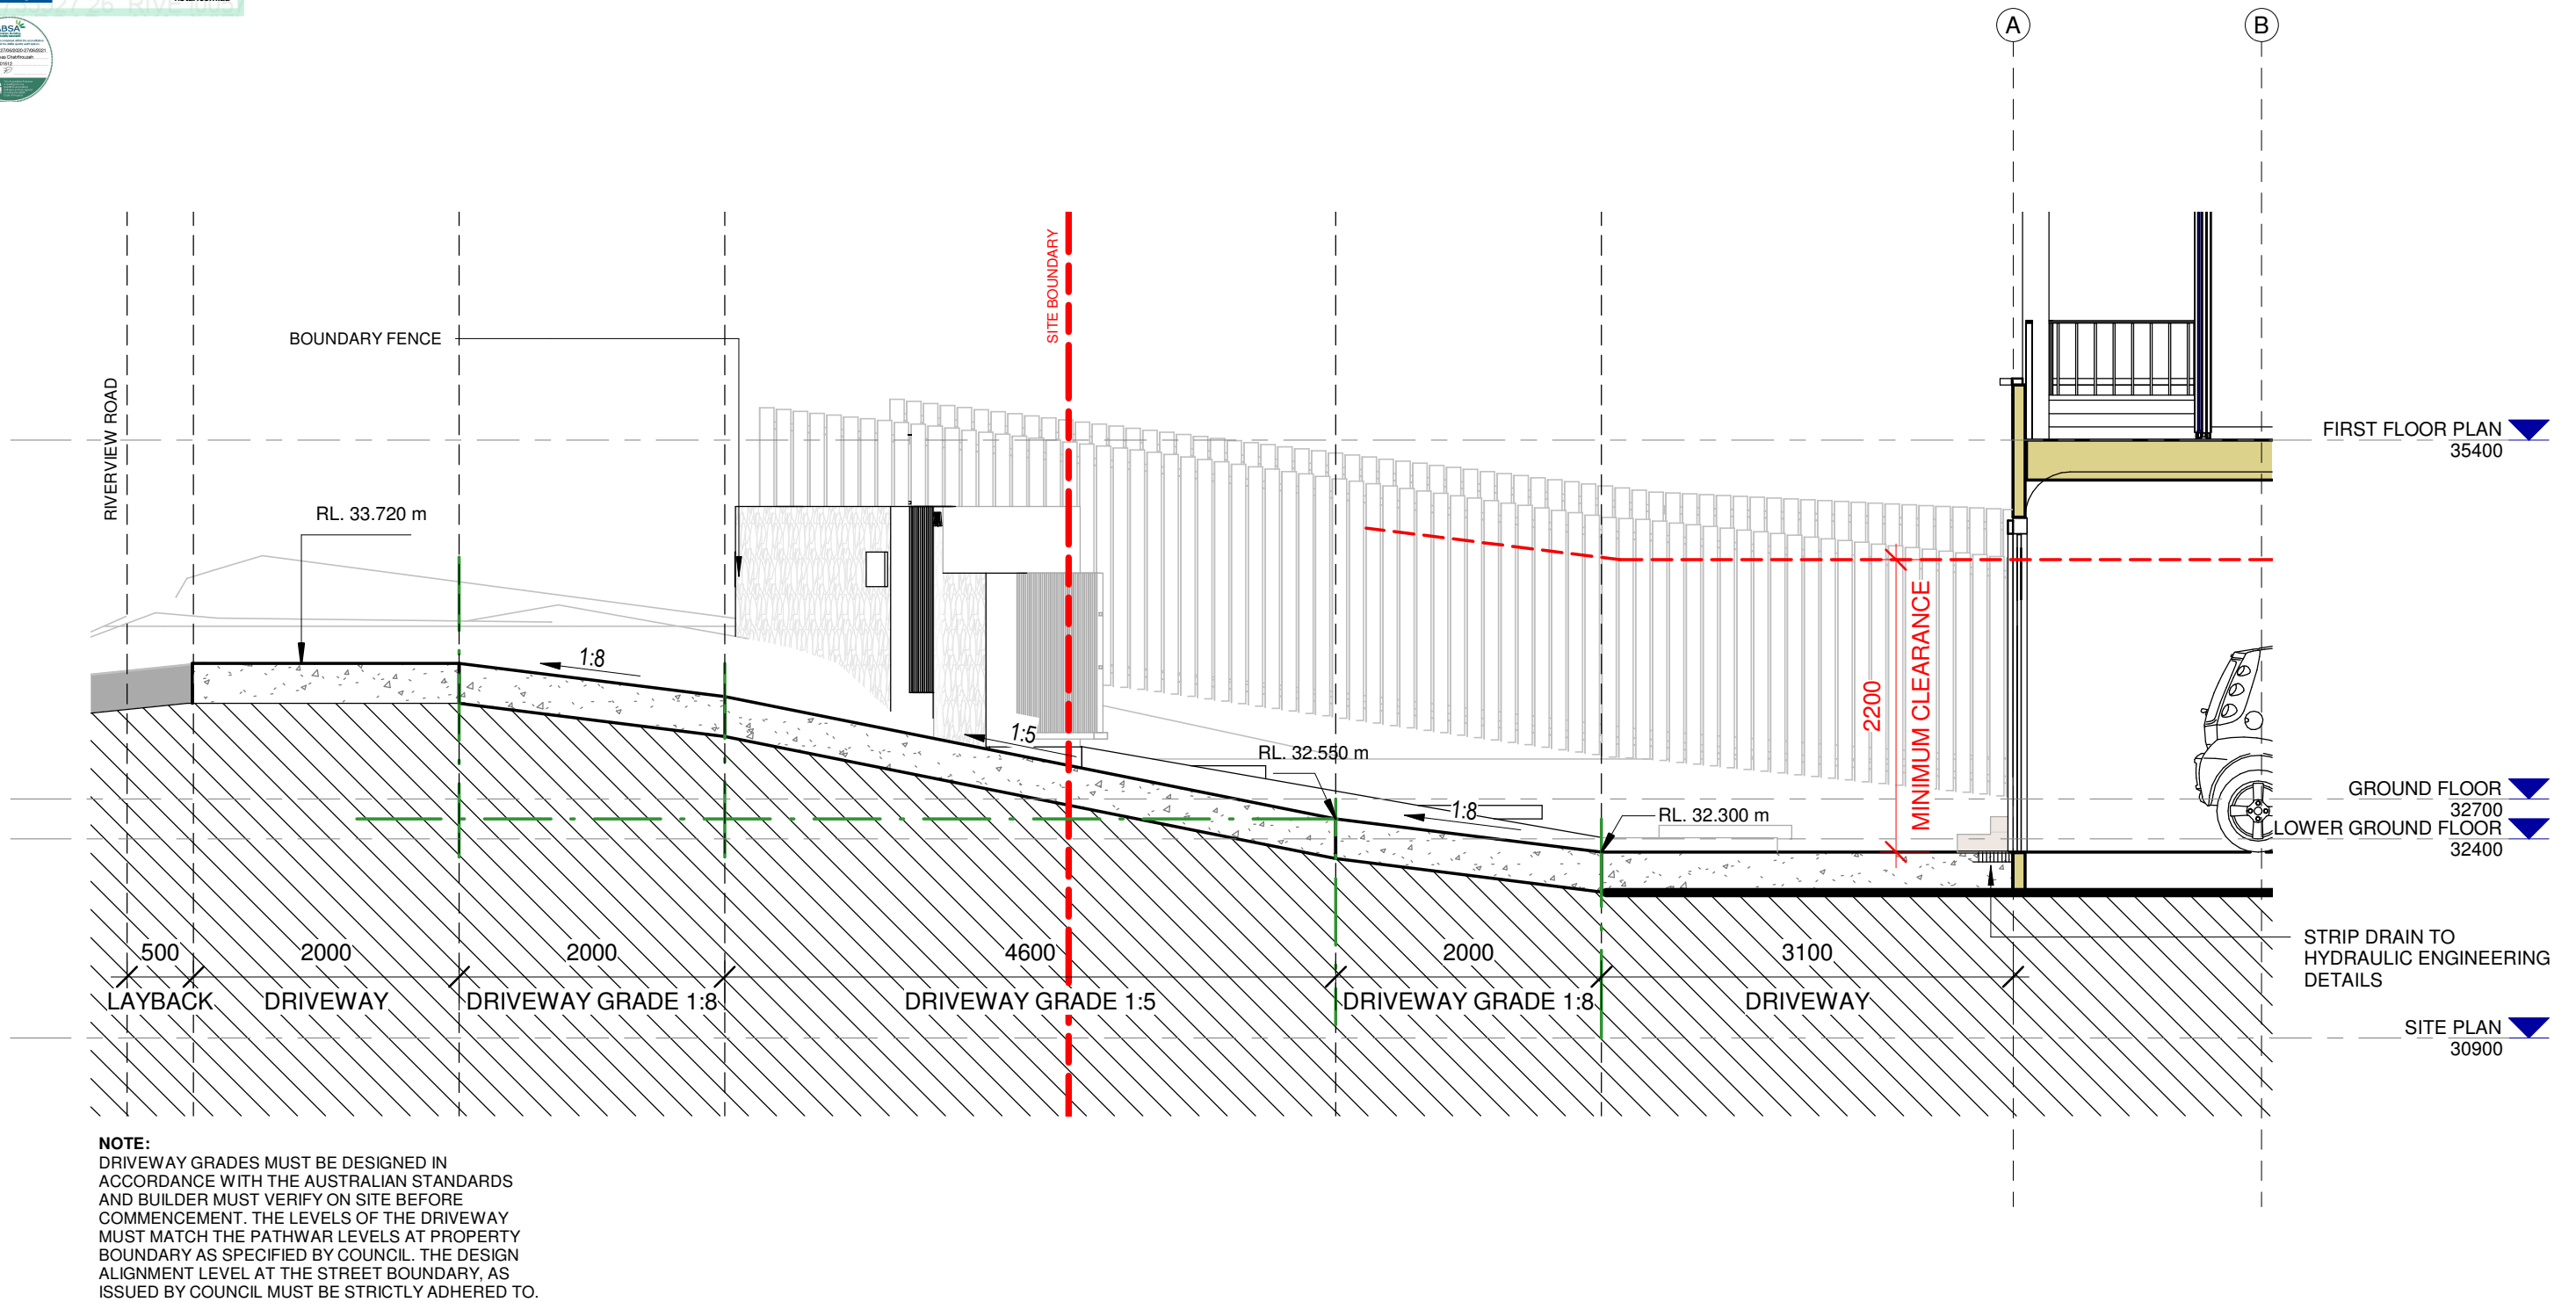 ABSA
A
B
SITE BOUNDARY
BOUNDARY FENCE
RIVERVIEW ROAD
FIRST FLOOR PLAN
35400
RL. 33.720 m
1:8
1:5
RL. 32.550 m
1:8
RL. 32.300 m
2200
MINIMUM CLEARANCE
GROUND FLOOR
32700
LOWER GROUND FLOOR
32400
500
2000
2000
4600
2000
3100
LAYBACK
DRIVEWAY
DRIVEWAY GRADE 1:8
DRIVEWAY GRADE 1:5
DRIVEWAY GRADE 1:8
DRIVEWAY
STRIP DRAIN TO
HYDRAULIC ENGINEERING
DETAILS
SITE PLAN
30900
NOTE:
DRIVEWAY GRADES MUST BE DESIGNED IN
ACCORDANCE WITH THE AUSTRALIAN STANDARDS
AND BUILDER MUST VERIFY ON SITE BEFORE
COMMENCEMENT. THE LEVELS OF THE DRIVEWAY
MUST MATCH THE PATHWAR LEVELS AT PROPERTY
BOUNDARY AS SPECIFIED BY COUNCIL. THE DESIGN
ALIGNMENT LEVEL AT THE STREET BOUNDARY, AS
ISSUED BY COUNCIL MUST BE STRICTLY ADHERED TO.